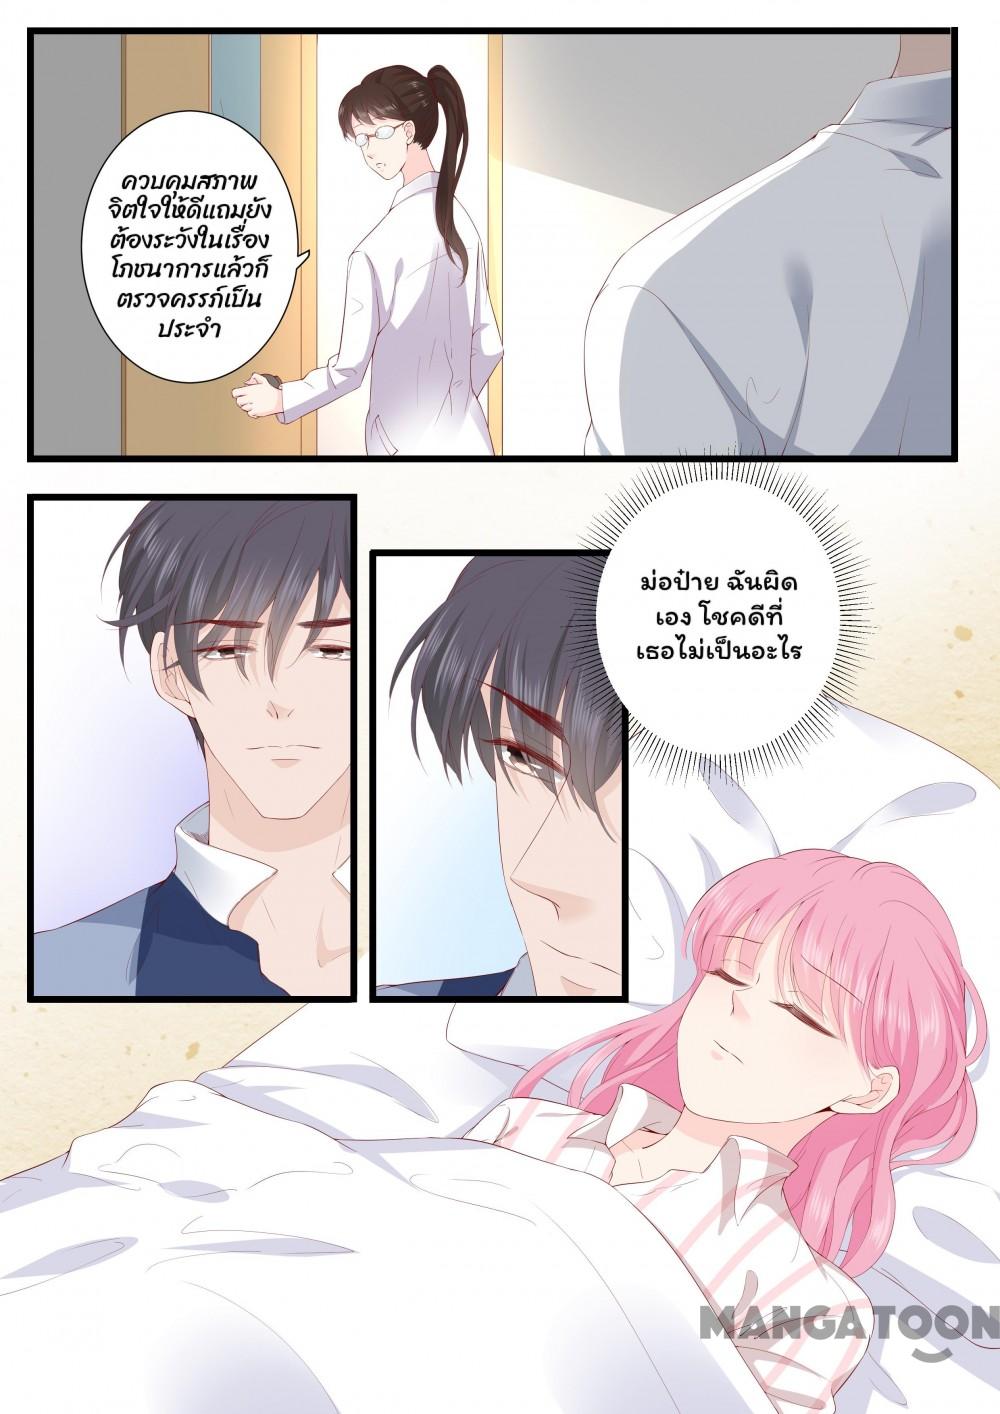 ควบคุมสภาพ
จิตใจให้ดีแถมยัง
ต้องระวังในเรื่อง
โภชนาการแล้วก็
ตรวจครรภ์เป็น
ประจำ
ม่อป๋าย ฉันผิด
เอง โชคดีที่
เธอไม่เป็นอะไร
MANGATOON